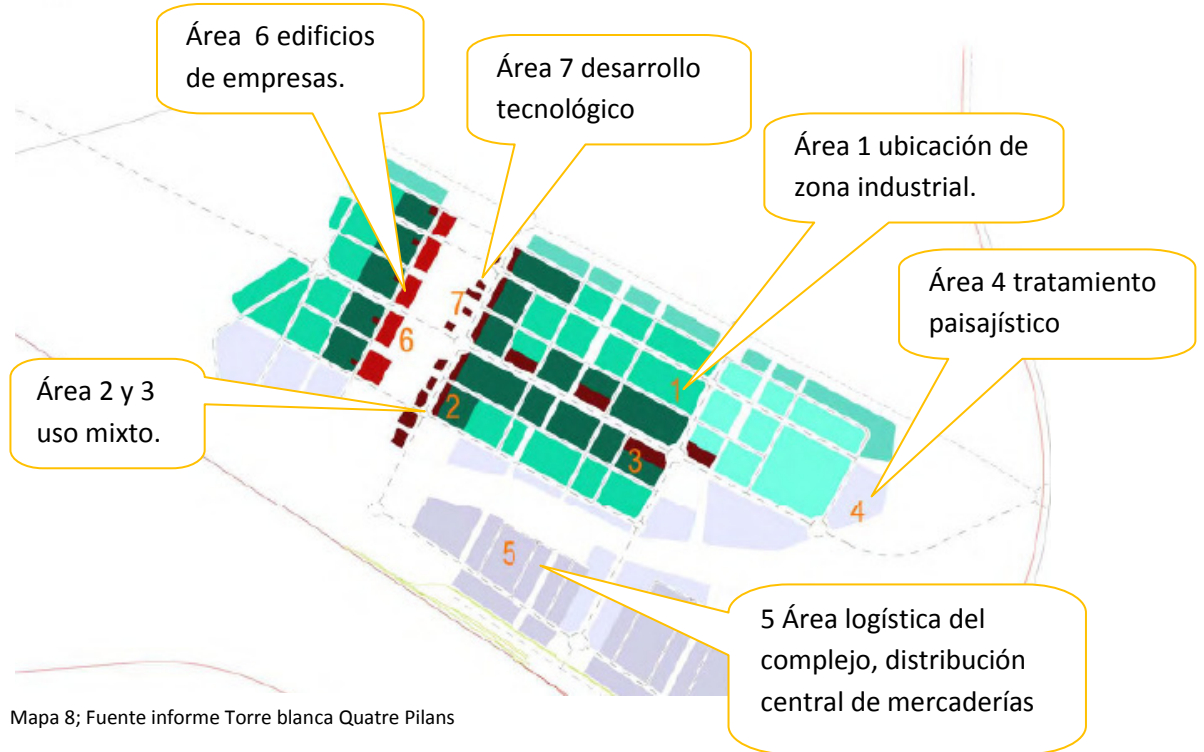 Área  6 edificios
de empresas.
Área 7 desarrollo
tecnológico
Área 1 ubicación de
zona industrial.
Área 4 tratamiento
paisajístico
Área 2 y 3
uso mixto.
7
6
1
2
3
4
5
5 Área logística del
complejo, distribución
central de mercaderías
Mapa 8; Fuente informe Torre blanca Quatre Pilans